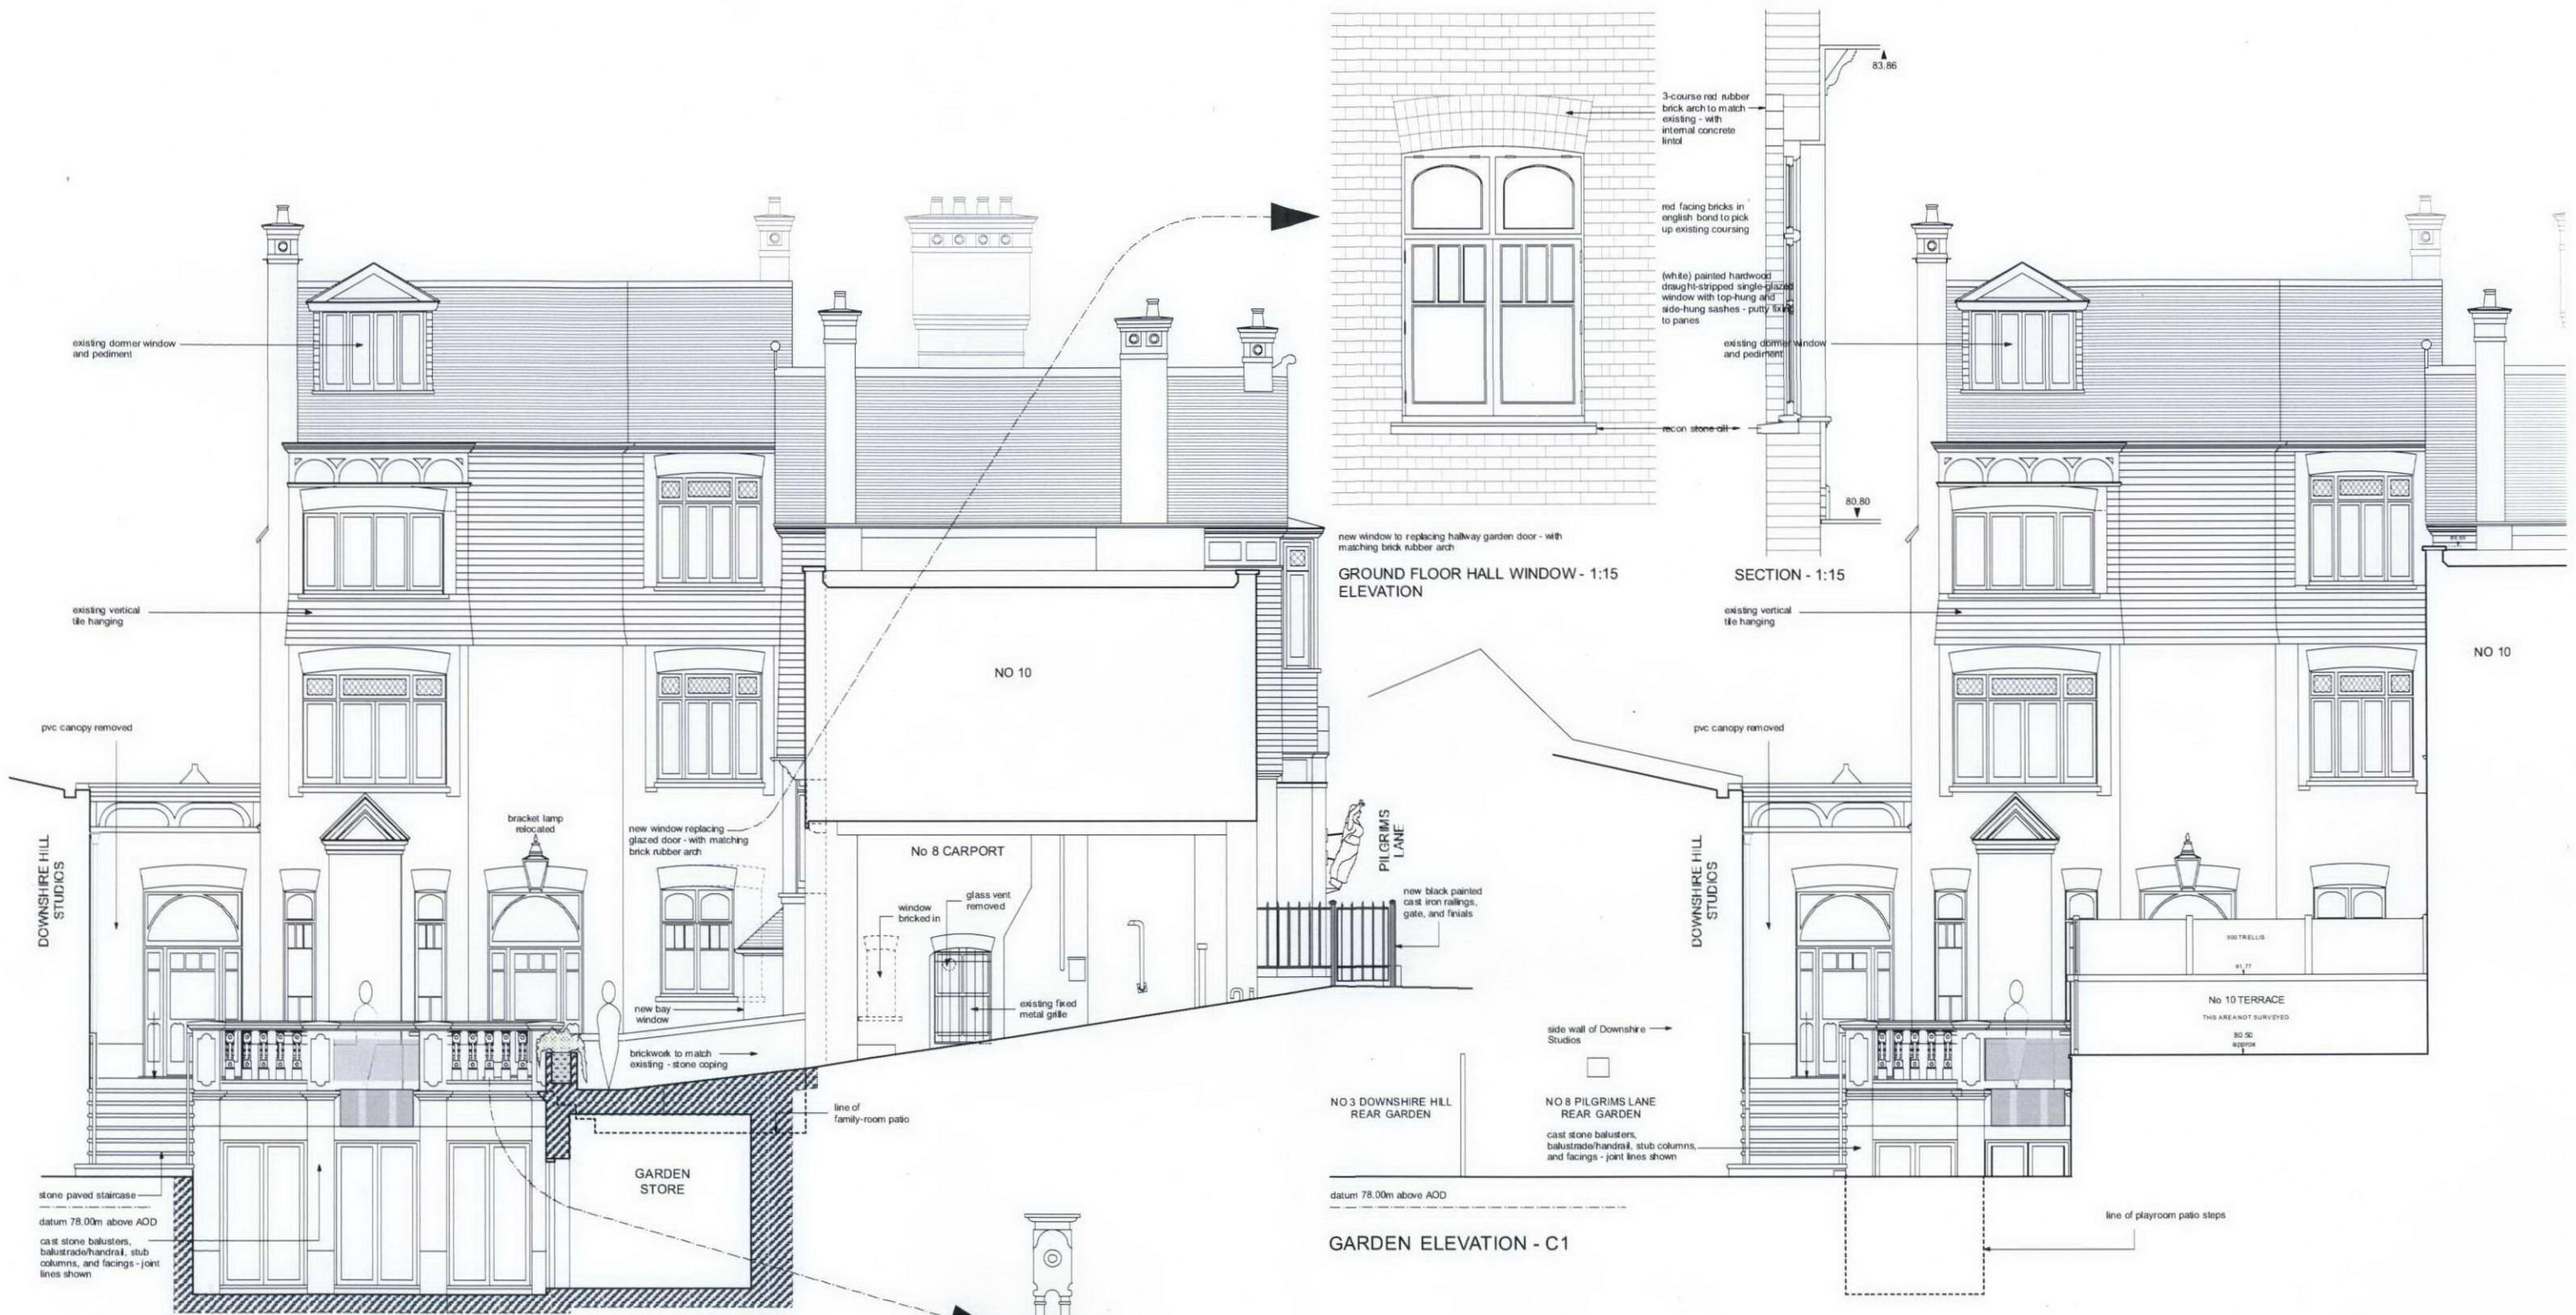 existing dormer window
and pediment
existing vertical
tile hanging
pvc canopy removed
DOWNSHIRE HILL
STUDIOS
bracket lamp
relocated
new window replacing
glazed door - with matching
brick rubber arch
NO 10
No 8 CARPORT
window
bricked in
glass vent
removed
existing fixed
metal grille
new bay
window
brickwork to match
existing - stone coping
PILGRIMS
LANE
new black painted
cast iron railings,
gate, and finials
line of
family-room patio
GARDEN
STORE
stone paved staircase
datum 78.00m above AOD
cast stone balusters,
balustrade/handrail, stub
columns, and facings - joint
lines shown
3-course red rubber
brick arch to match
existing - with
internal concrete
lintol
red facing bricks in
english bond to pick
up existing coursing
(white) painted hardwood
draught-stripped single-glazed
window with top-hung and
side-hung sashes - putty fixing
to panes
recon stone cill
83.86
80.80
new window to replacing hallway garden door - with
matching brick rubber arch
GROUND FLOOR HALL WINDOW - 1:15
ELEVATION
SECTION - 1:15
existing dormer window
and pediment
existing vertical
tile hanging
pvc canopy removed
DOWNSHIRE HILL
STUDIOS
NO 10
900 TRELLIS
81.77
No 10 TERRACE
THIS AREA NOT SURVEYED
80.50
approx
side wall of Downshire
Studios
NO 3 DOWNSHIRE HILL
REAR GARDEN
NO 8 PILGRIMS LANE
REAR GARDEN
cast stone balusters,
balustrade/handrail, stub columns,
and facings - joint lines shown
datum 78.00m above AOD
line of playroom patio steps
GARDEN ELEVATION - C1